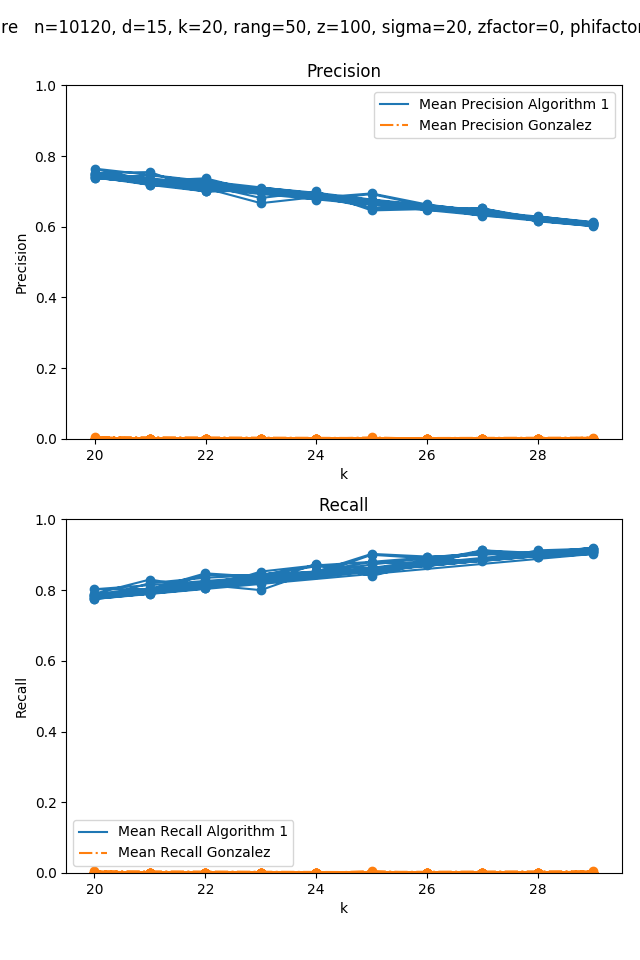 re n=10120, d=15, k=20, rang=50, z=100, sigma=20, zfactor=0, phifactor
Precision
1.0
Mean Precision Algorithm 1
Mean Precision Gonzalez
0.8
0.6
Precision
0.4
0.2
0.0
20 22 24 26 28
k
Recall
1.0
0.8
0.6
Recall
0.4
0.2
Mean Recall Algorithm 1
Mean Recall Gonzalez
0.0
20 22 24 26 28
k